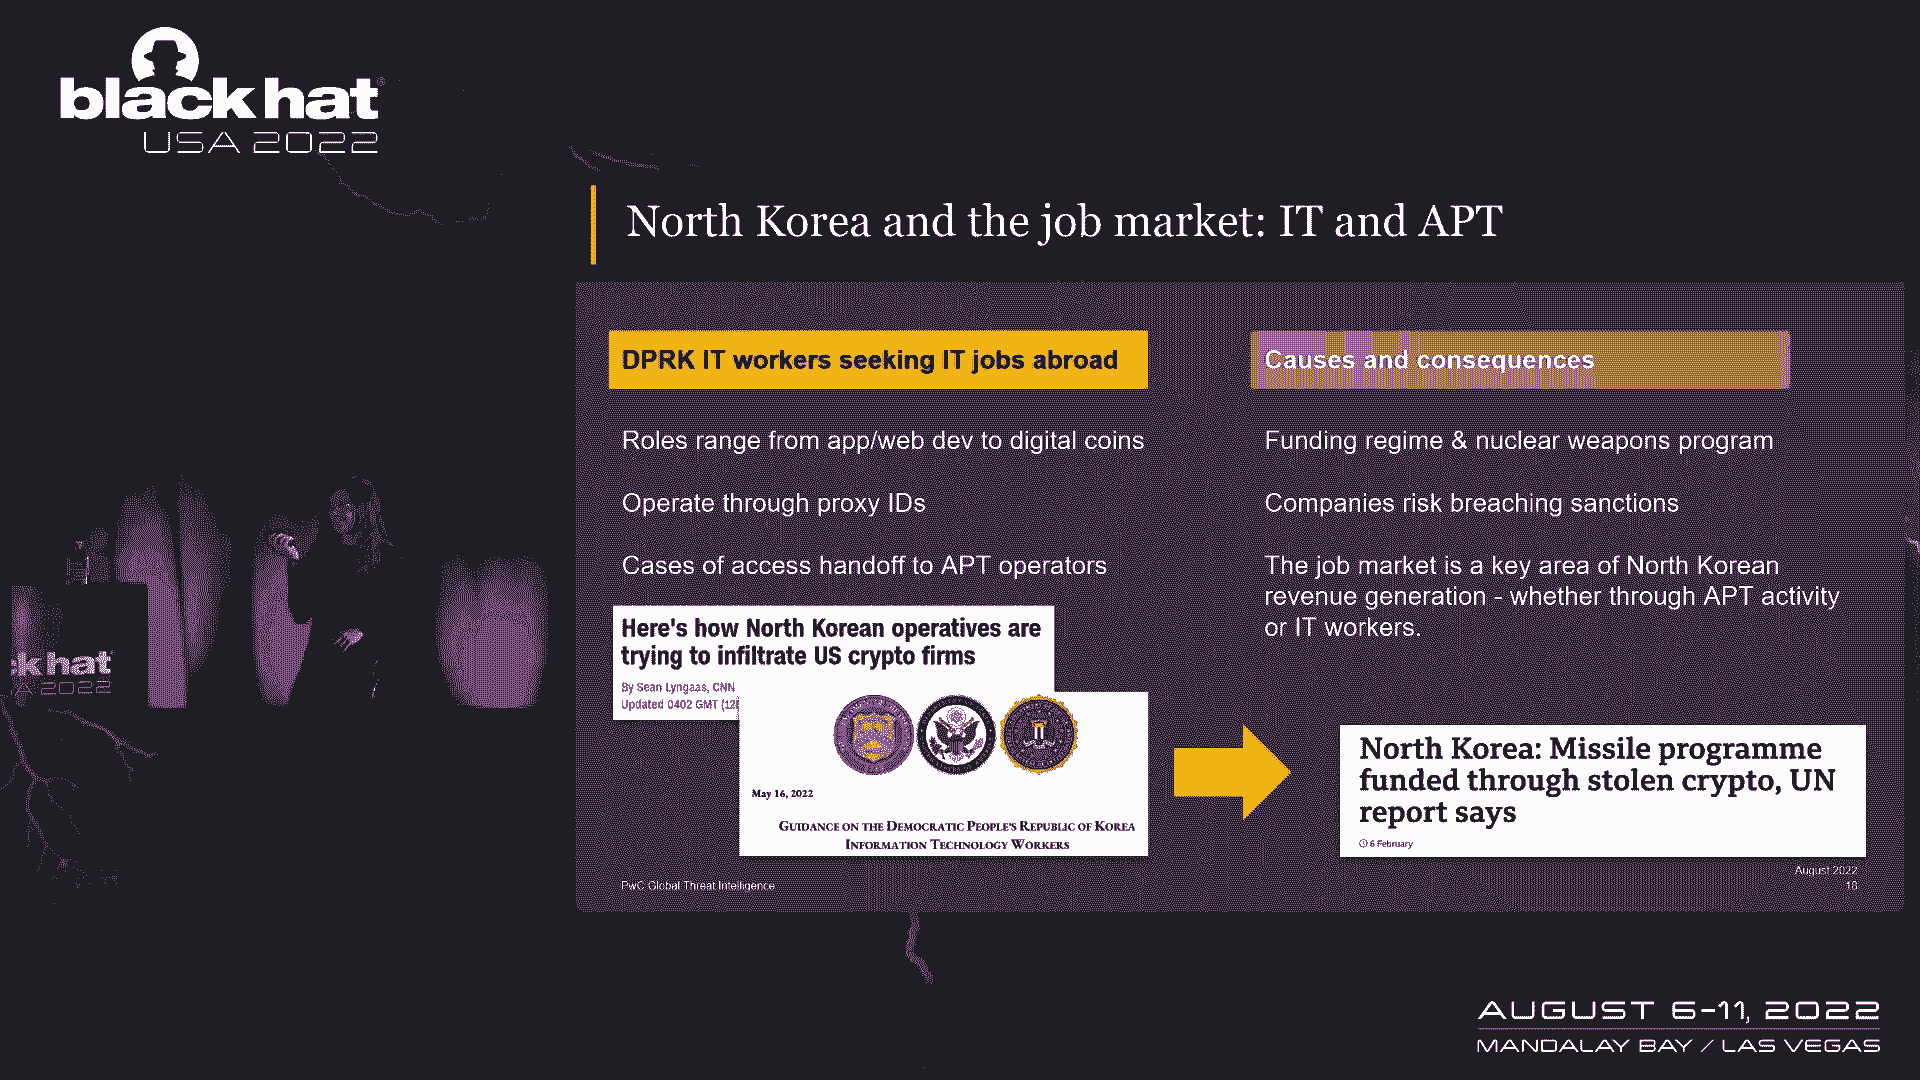 black hat
USA 2022
North Korea and the job market: IT and APT
DPRK IT workers seeking IT jobs abroad
Roles range from app/web dev to digital coins
Operate through proxy IDs
Cases of access handoff to APT operators
Here's how North Korean operatives are
trying to infiltrate US crypto firms
By Sean Lyngaas, CNN
Updated 0402 GMT
May 16, 2022
GUIDANCE ON THE DEMOCRATIC PEOPLE'S REPUBLIC OF KOREA
INFORMATION TECHNOLOGY WORKERS
PwC Global Threat Intelligence
Causes and consequences
Funding regime & nuclear weapons program
Companies risk breaching sanctions
The job market is a key area of North Korean
revenue generation - whether through APT activity
or IT workers.
North Korea: Missile programme
funded through stolen crypto, UN
report says
6 February
August 2022
18
k hat
2022
AUGUST 6-11, 2022
MANDALAY BAY / LAS VEGAS